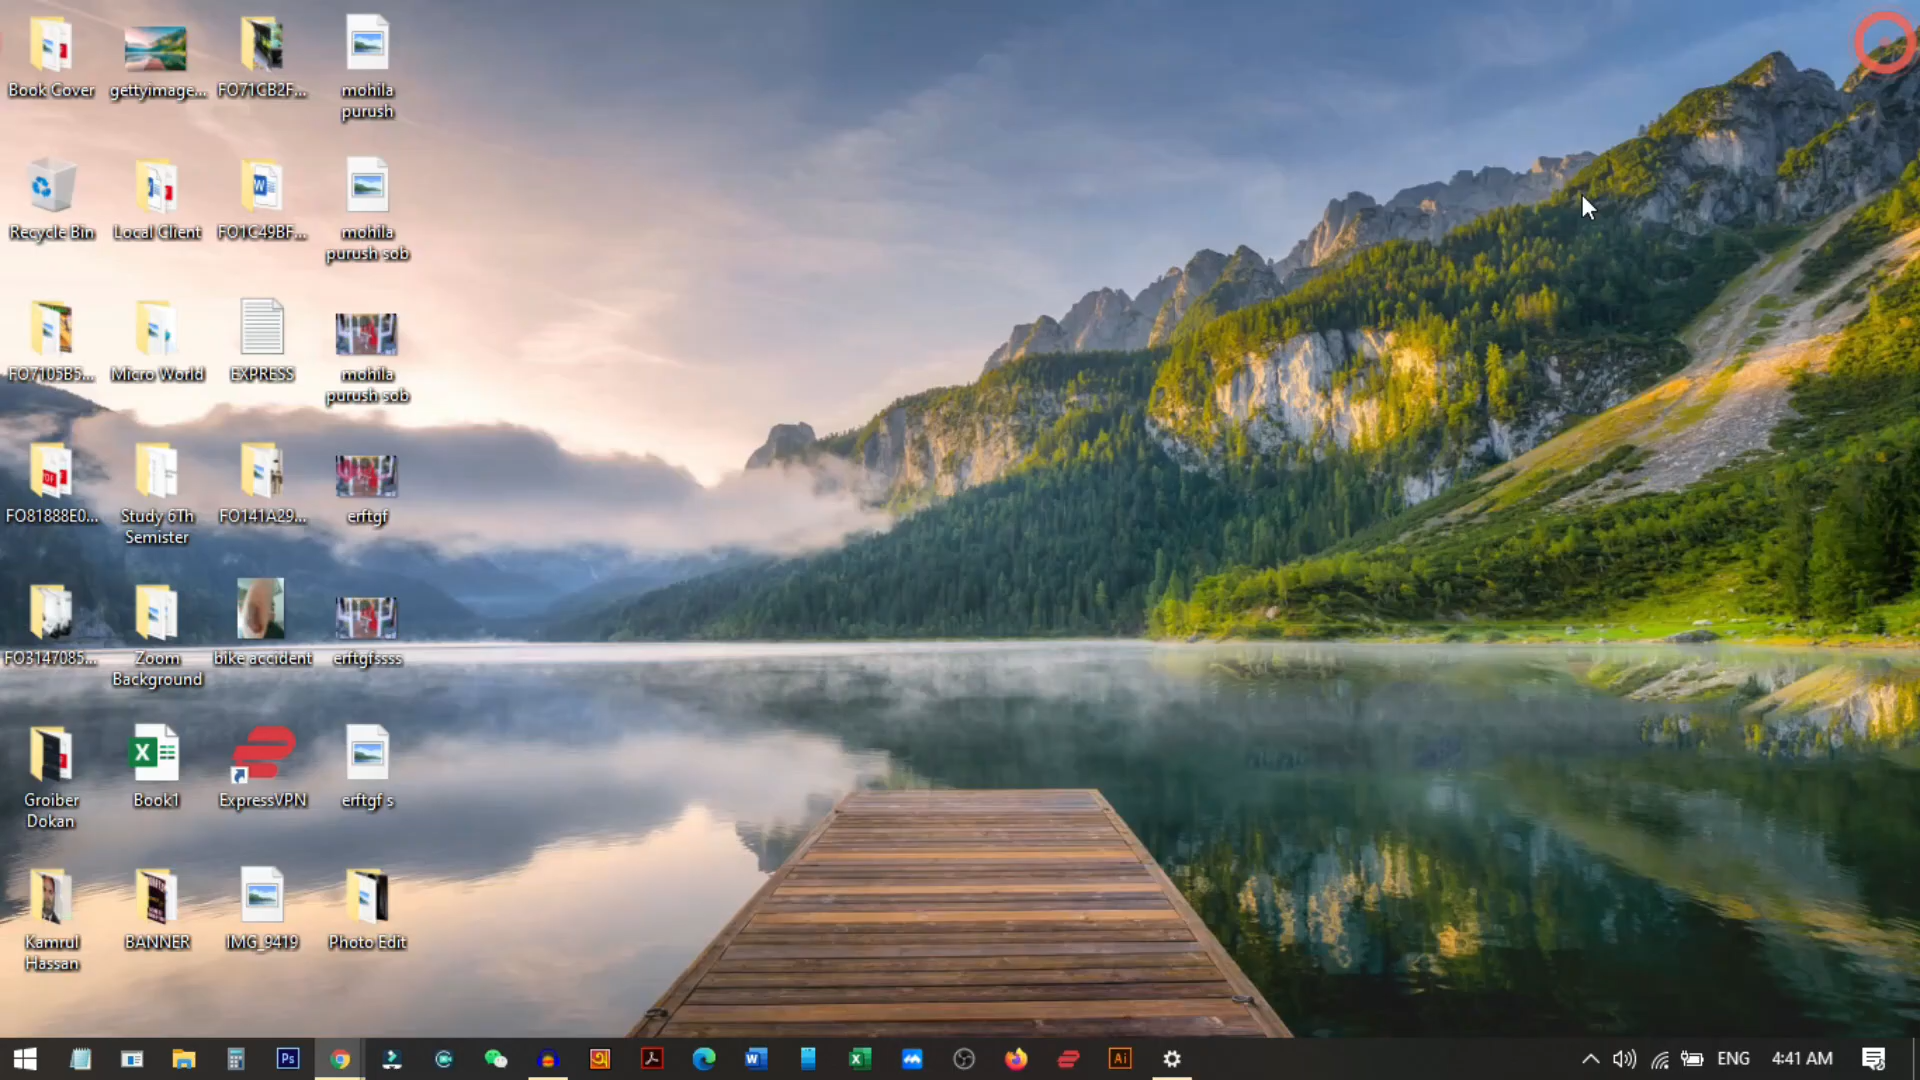 Book Cover
gettyimage...
FO71CB2F...
mohila
purush
Recycle Bin
Local Client
FO1C49BF...
mohila
purush sob
FO7105B5...
Micro World
EXPRESS
mohila
purush sob
FO81888E0...
Study 6Th
Semister
FO141A29...
erftgf
FO3147085...
Zoom
Background
bike accident
erftgfssss
Groiber
Dokan
Book1
ExpressVPN
erftgf s
Kamrul
Hassan
BANNER
IMG_9419
Photo Edit
Ps
Ai
ENG
4:41 AM